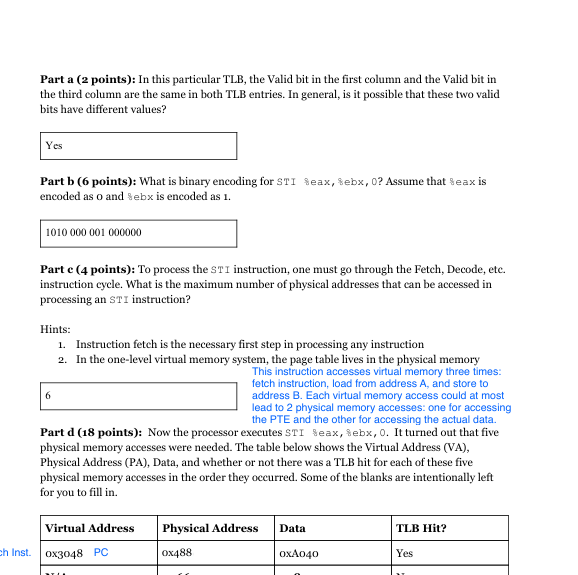 Part a (2 points): In this particular TLB, the Valid bit in the first column and the Valid bit in
the third column are the same in both TLB entries. In general, is it possible that these two valid
bits have different values?
Yes
Part b (6 points): What is binary encoding for STI %eax,%ebx,0? Assume that %eax is
encoded as 0 and %ebx is encoded as 1.
1010 000 001 000000
Part c (4 points): To process the STI instruction, one must go through the Fetch, Decode, etc.
instruction cycle. What is the maximum number of physical addresses that can be accessed in
processing an STI instruction?
Hints:
1. Instruction fetch is the necessary first step in processing any instruction
2. In the one-level virtual memory system, the page table lives in the physical memory
6
This instruction accesses virtual memory three times:
fetch instruction, load from address A, and store to
address B. Each virtual memory access could at most
lead to 2 physical memory accesses: one for accessing
the PTE and the other for accessing the actual data.
Part d (18 points): Now the processor executes STI %eax,%ebx,0. It turned out that five
physical memory accesses were needed. The table below shows the Virtual Address (VA),
Physical Address (PA), Data, and whether or not there was a TLB hit for each of these five
physical memory accesses in the order they occurred. Some of the blanks are intentionally left
for you to fill in.
Virtual Address Physical Address Data TLB Hit?
ch Inst. 0x3048 PC 0x488 0xA040 Yes